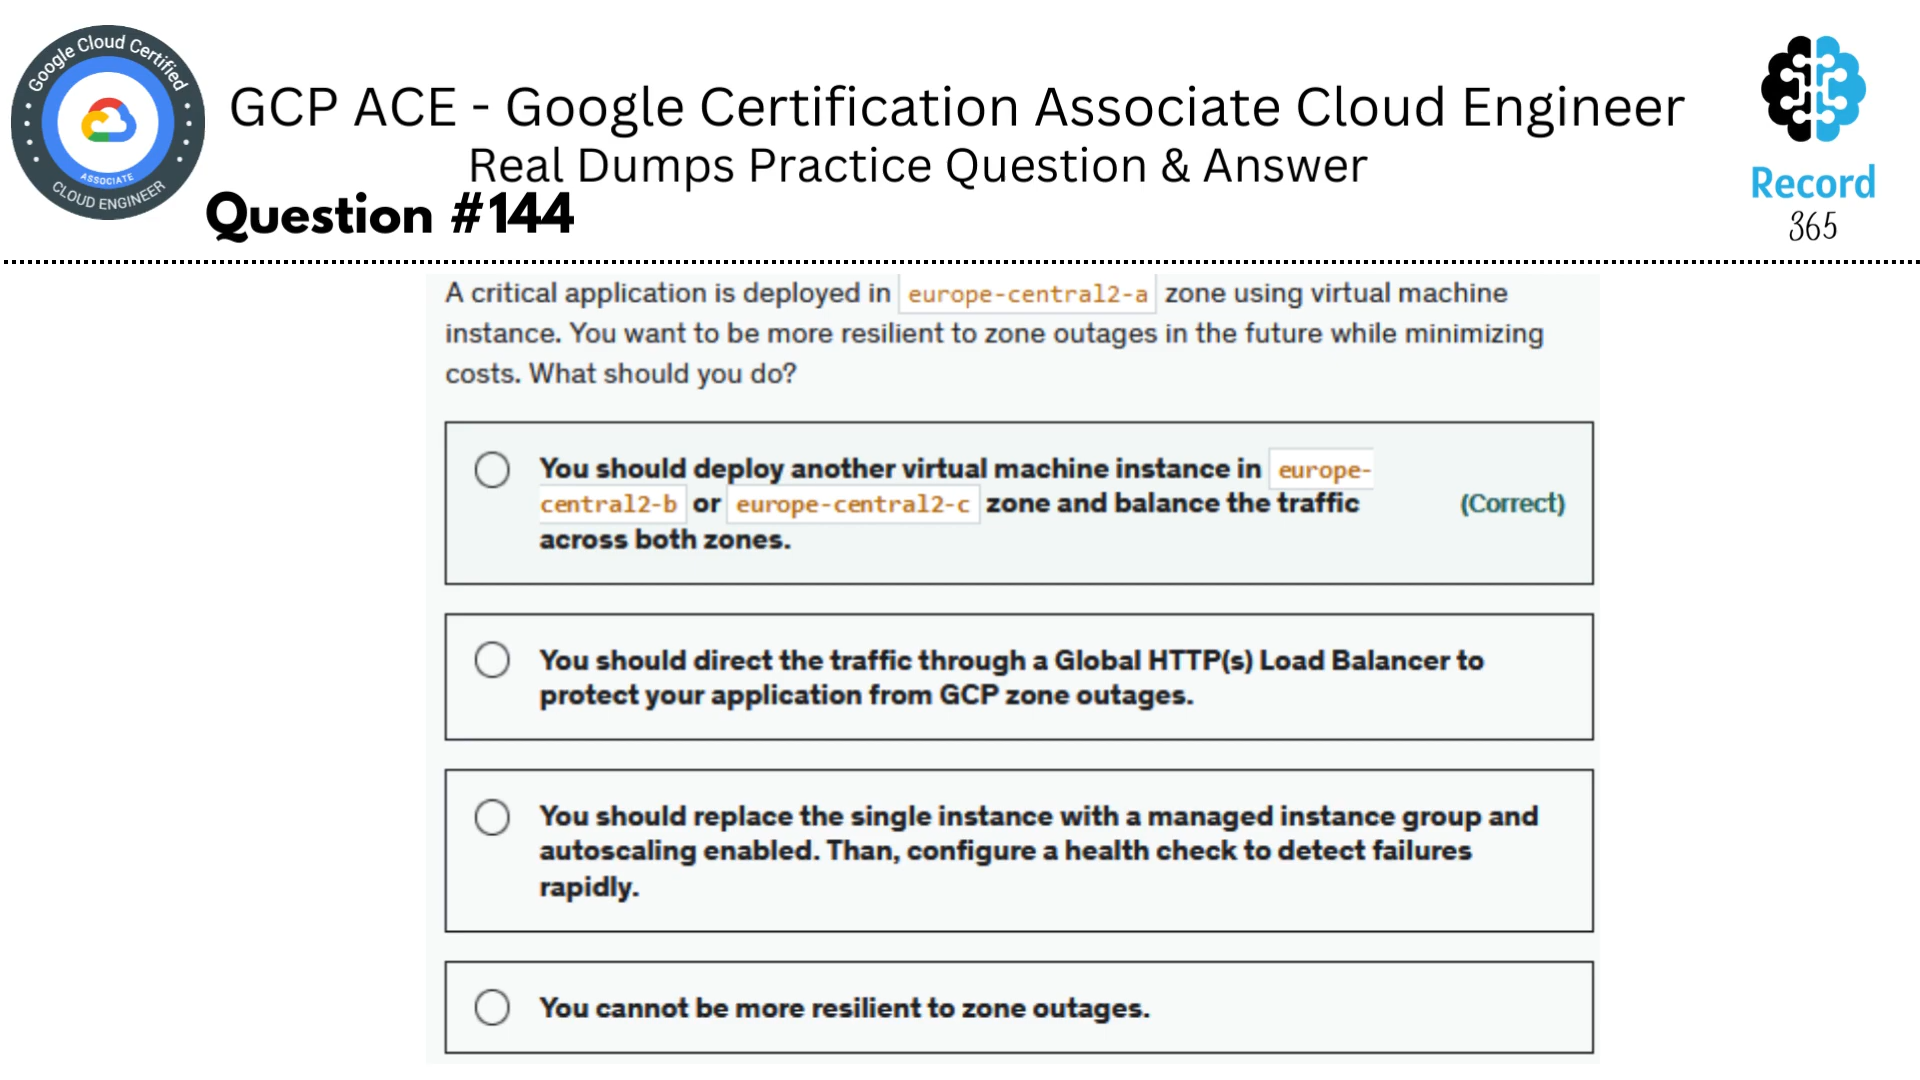 Google Cloud Certified
ASSOCIATE
CLOUD ENGINEER
GCP ACE - Google Certification Associate Cloud Engineer
Real Dumps Practice Question & Answer
Question #144
Record
365
A critical application is deployed in europe-central2-a zone using virtual machine
instance. You want to be more resilient to zone outages in the future while minimizing
costs. What should you do?
You should deploy another virtual machine instance in europe-
central2-b or europe-central2-c zone and balance the traffic
across both zones.
(Correct)
You should direct the traffic through a Global HTTP(s) Load Balancer to
protect your application from GCP zone outages.
You should replace the single instance with a managed instance group and
autoscaling enabled. Than, configure a health check to detect failures
rapidly.
You cannot be more resilient to zone outages.